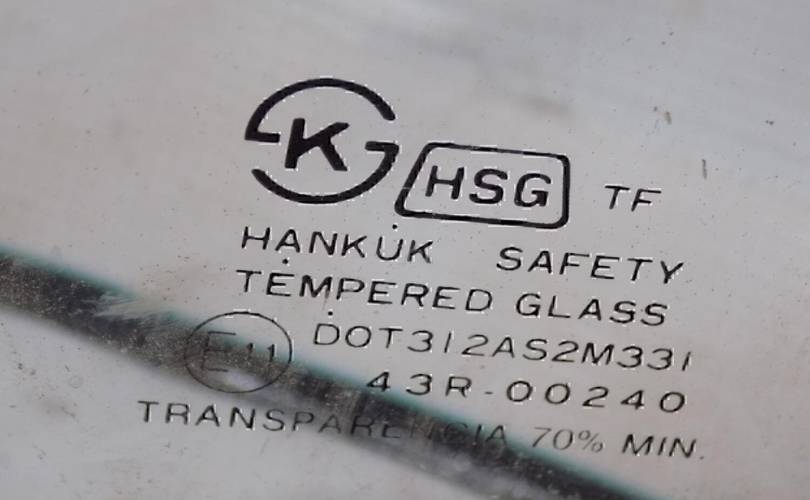 K HSG TF
HANKUK SAFETY
TEMPERED GLASS
E11 DOT312AS2M331
43R-00240
TRANSPARENCIA 70% MIN.